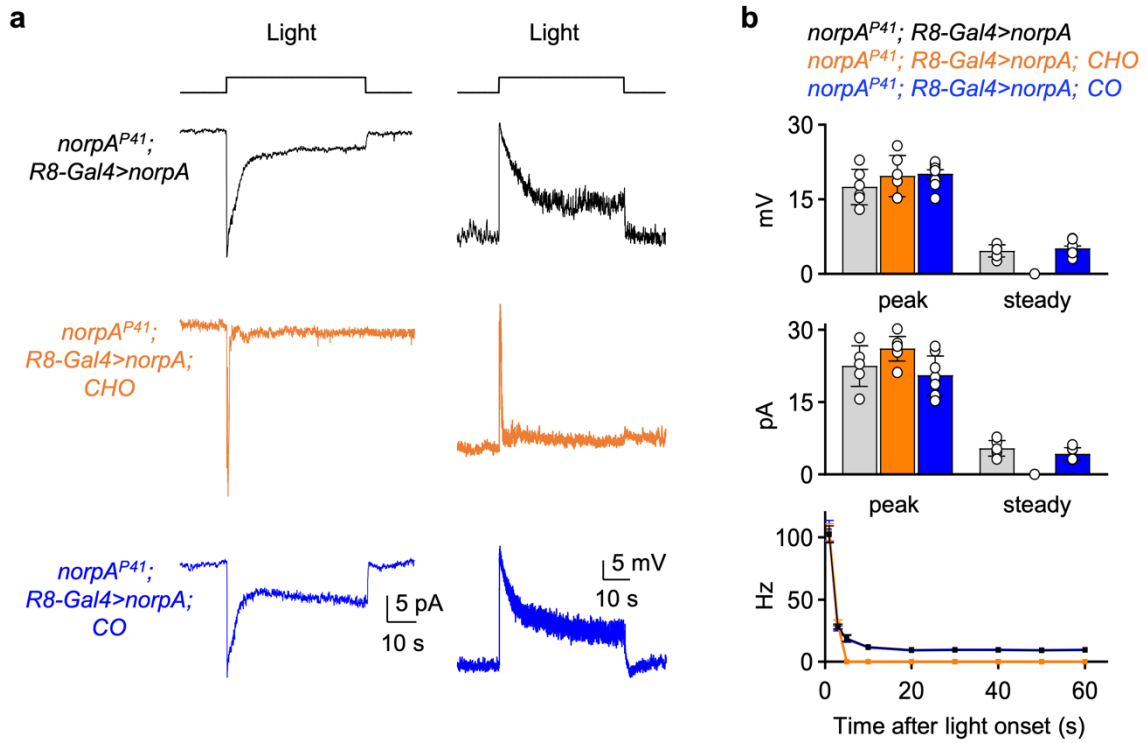 a
Light
Light
norpA^P41;
R8-Gal4>norpA
norpA^P41;
R8-Gal4>norpA;
CHO
norpA^P41;
R8-Gal4>norpA;
CO
5 pA
10 s
5 mV
10 s
b
norpA^P41; R8-Gal4>norpA
norpA^P41; R8-Gal4>norpA; CHO
norpA^P41; R8-Gal4>norpA; CO
30
15
0
mV
peak
steady
30
15
0
pA
peak
steady
100
50
0
Hz
0
20
40
60
Time after light onset (s)